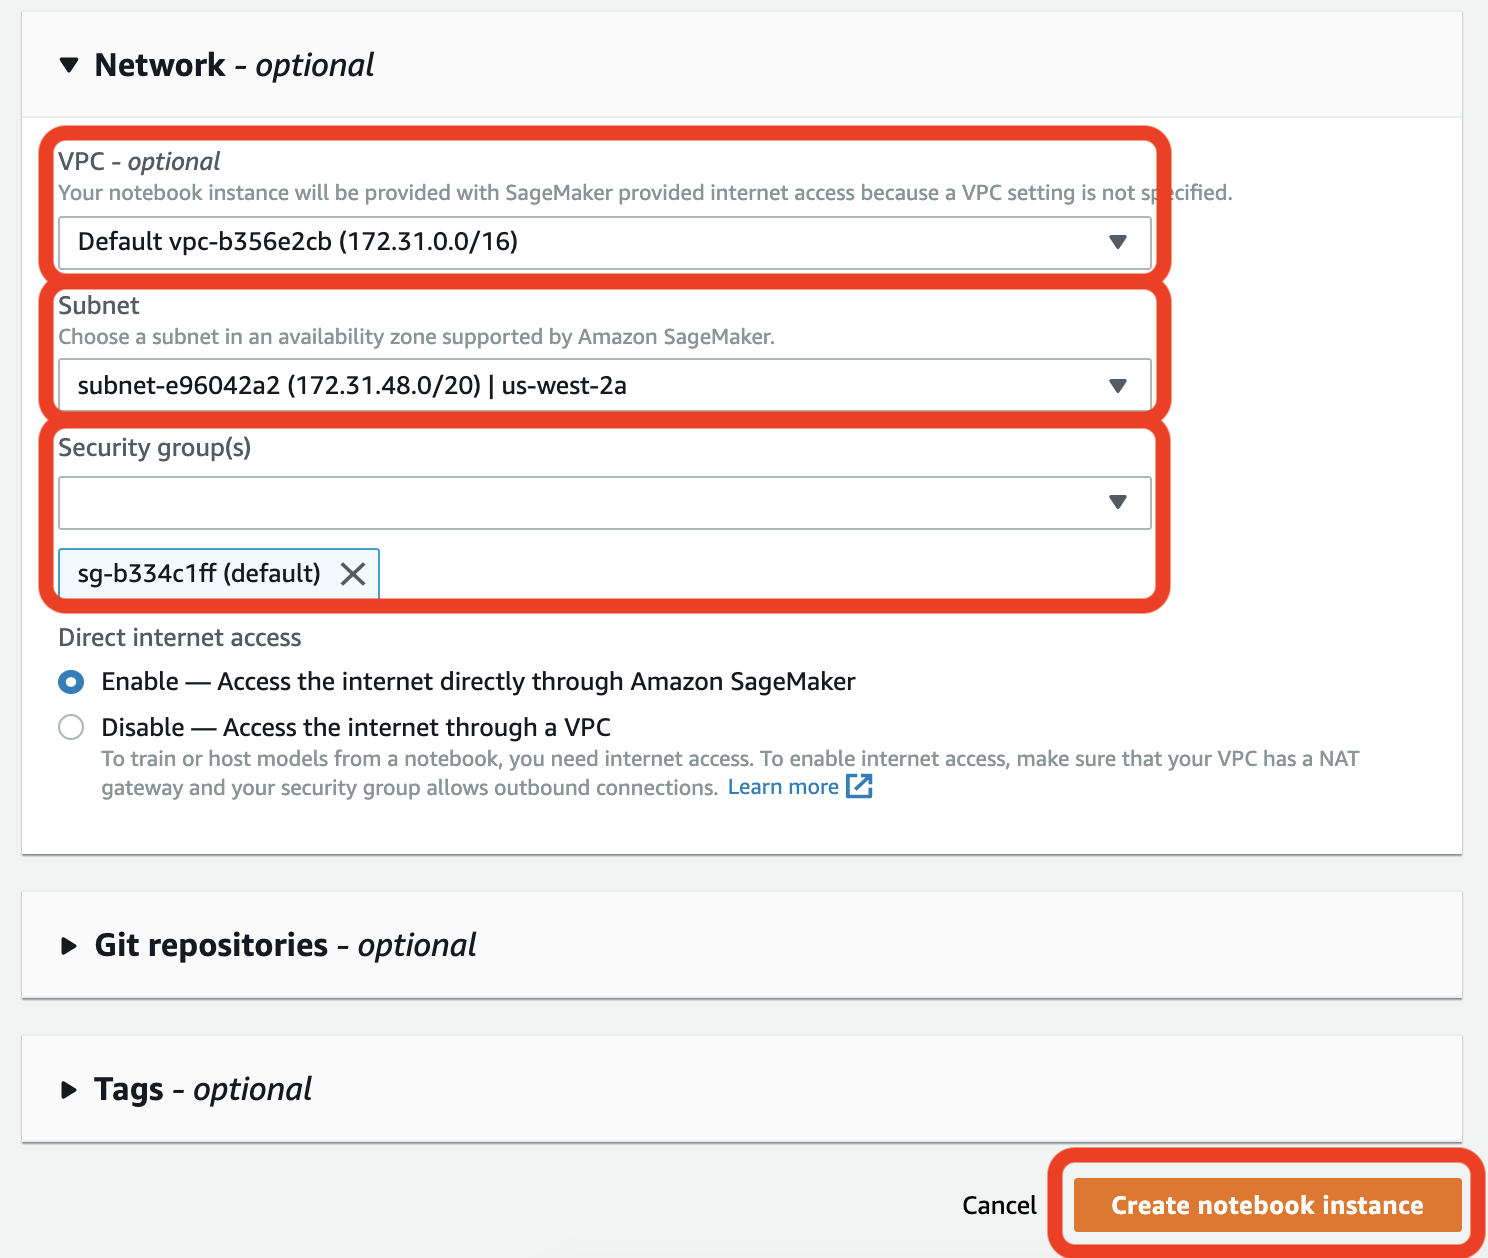 Network - optional
VPC - optional
Your notebook instance will be provided with SageMaker provided internet access because a VPC setting is not specified.
Default vpc-b356e2cb (172.31.0.0/16)
Subnet
Choose a subnet in an availability zone supported by Amazon SageMaker.
subnet-e96042a2 (172.31.48.0/20) | us-west-2a
Security group(s)
sg-b334c1ff (default)
Direct internet access
Enable — Access the internet directly through Amazon SageMaker
Disable — Access the internet through a VPC
To train or host models from a notebook, you need internet access. To enable internet access, make sure that your VPC has a NAT
gateway and your security group allows outbound connections. Learn more
Git repositories - optional
Tags - optional
Cancel
Create notebook instance